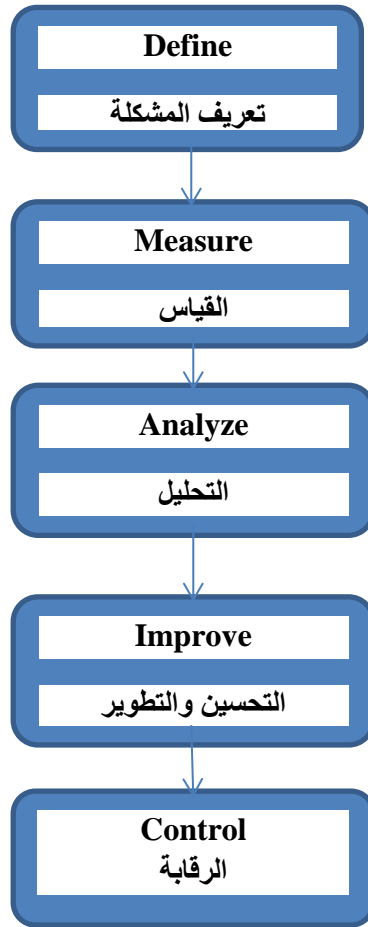 Define
تعريف المشكلة
Measure
القياس
Analyze
التحليل
Improve
التحسين والتطوير
Control
الرقابة